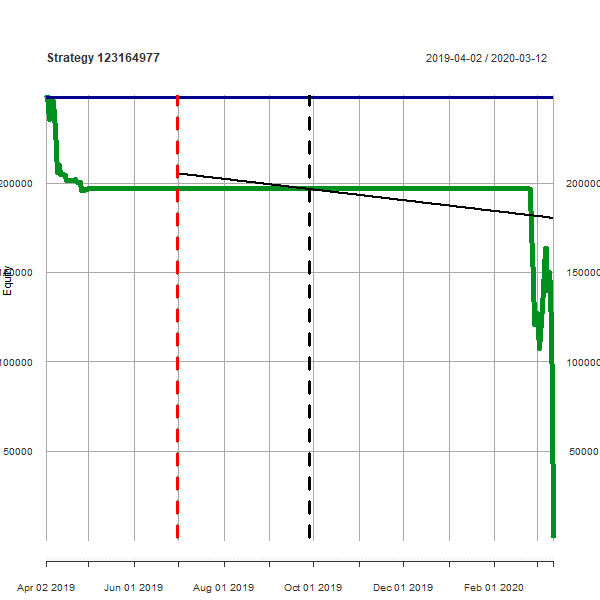 Strategy 123164977
2019-04-02 / 2020-03-12
Equity
200000
200000
150000
150000
100000
100000
50000
50000
Apr 02 2019
Jun 01 2019
Aug 01 2019
Oct 01 2019
Dec 01 2019
Feb 01 2020